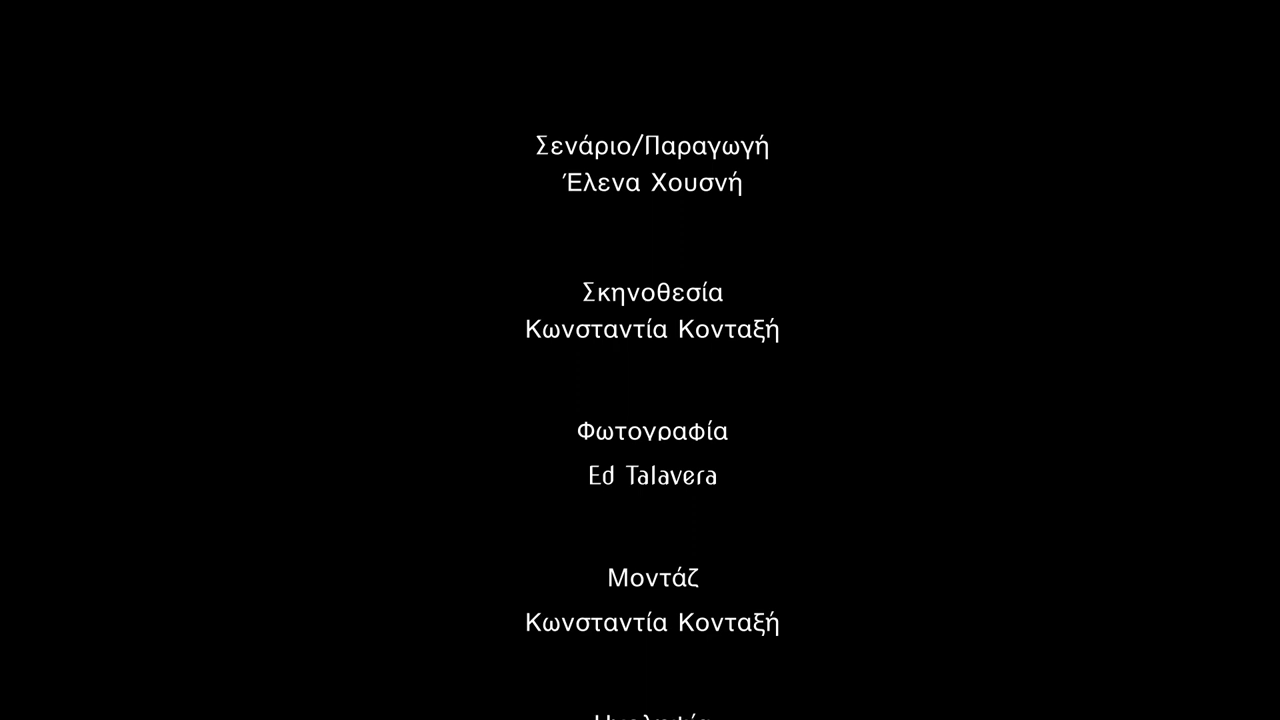 Σενάριο/Παραγωγή
Έλενα Χουσνή
Σκηνοθεσία
Κωνσταντία Κονταξή
Φωτογραφία
Ed Talavera
Μοντάζ
Κωνσταντία Κονταξή